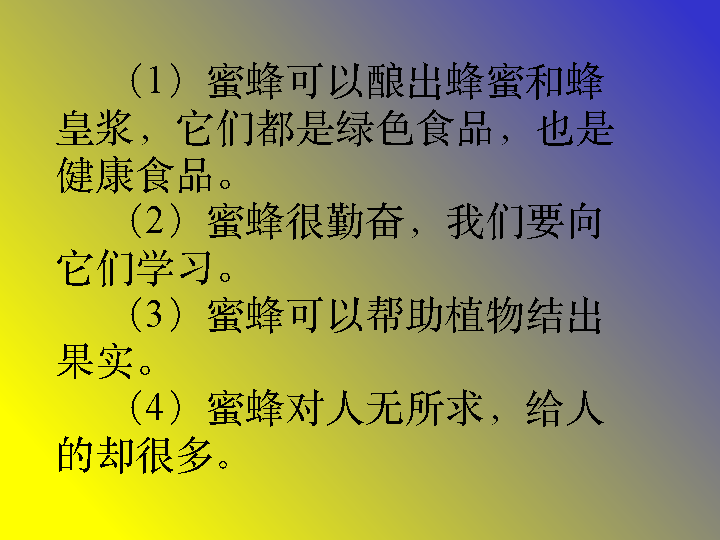 （1）蜜蜂可以酿出蜂蜜和蜂
皇浆，它们都是绿色食品，也是
健康食品。
（2）蜜蜂很勤奋，我们要向
它们学习。
（3）蜜蜂可以帮助植物结出
果实。
（4）蜜蜂对人无所求，给人
的却很多。